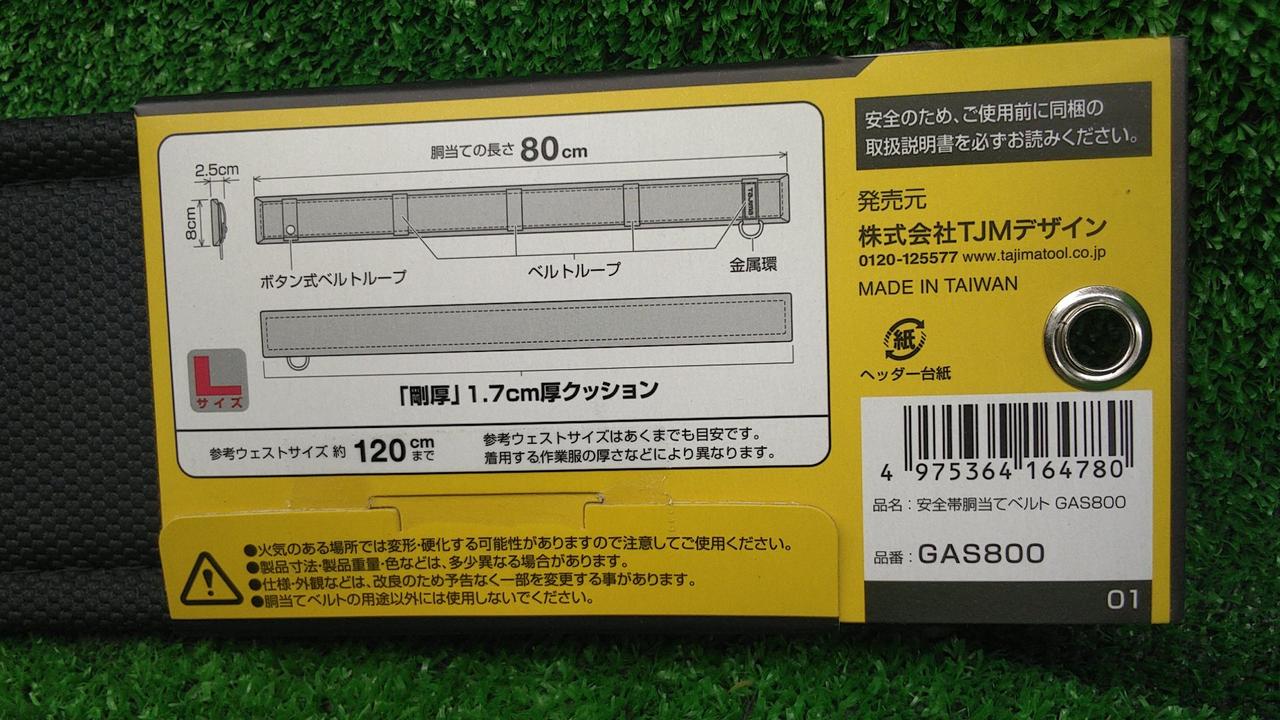 胴当ての長さ80cm
2.5cm
8cm
TAJIMA
ボタン式ベルトループ
ベルトループ
金属環
L
サイズ
「剛厚」1.7cm厚クッション
参考ウェストサイズ 約120cmまで
参考ウェストサイズはあくまでも目安です。
着用する作業服の厚さなどにより異なります。
●火気のある場所では変形・硬化する可能性がありますので注意してご使用ください。
●製品寸法・製品重量・色などは、多少異なる場合があります。
●仕様・外観などは、改良のため予告なく一部を変更する事があります。
●胴当てベルトの用途以外には使用しないでください。
安全のため、ご使用前に同梱の
取扱説明書を必ずお読みください。
発売元
株式会社TJMデザイン
0120-125577 www.tajimatool.co.jp
MADE IN TAIWAN
紙
ヘッダー台紙
4 975364 164780
品名：安全帯胴当てベルト GAS800
品番：GAS800
01